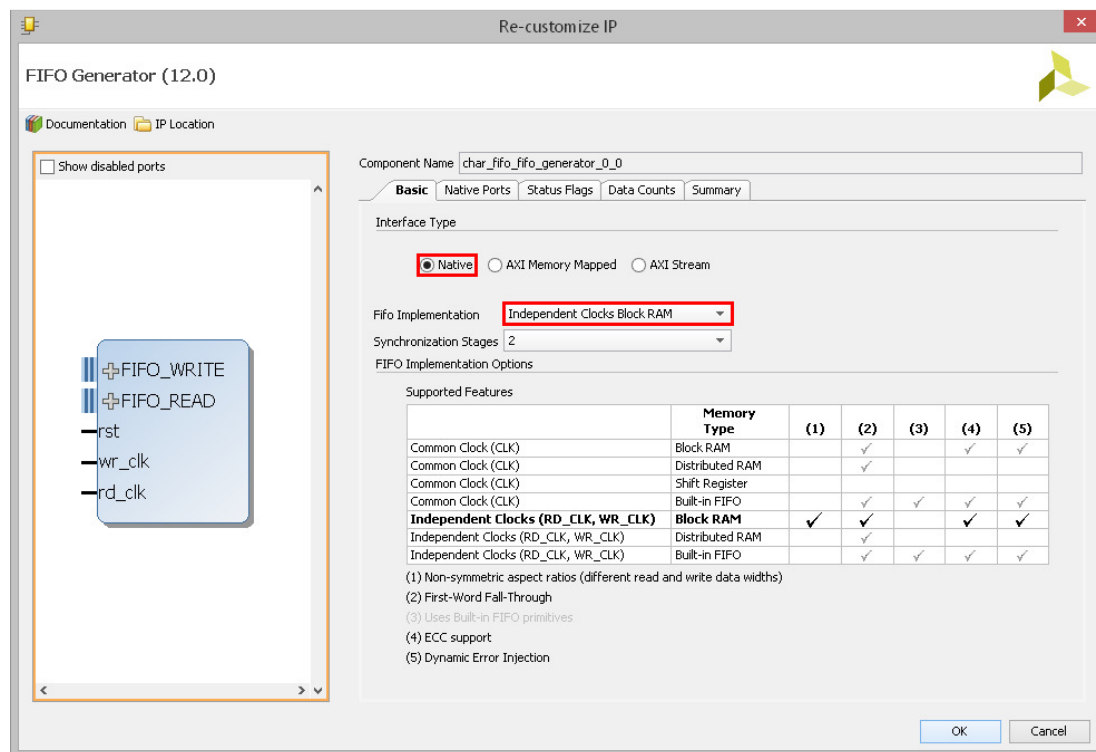 Re-customize IP
FIFO Generator (12.0)
Documentation IP Location
Show disabled ports
FIFO_WRITE
FIFO_READ
rst
wr_clk
rd_clk
Component Name char_fifo_fifo_generator_0_0
Basic Native Ports Status Flags Data Counts Summary
Interface Type
Native AXI Memory Mapped AXI Stream
Fifo Implementation Independent Clocks Block RAM
Synchronization Stages 2
FIFO Implementation Options
Supported Features
Memory Type (1) (2) (3) (4) (5)
Common Clock (CLK) Block RAM ✓ ✓ ✓
Common Clock (CLK) Distributed RAM ✓
Common Clock (CLK) Shift Register
Common Clock (CLK) Built-in FIFO ✓ ✓ ✓ ✓
Independent Clocks (RD_CLK, WR_CLK) Block RAM ✓ ✓ ✓ ✓
Independent Clocks (RD_CLK, WR_CLK) Distributed RAM ✓
Independent Clocks (RD_CLK, WR_CLK) Built-in FIFO ✓ ✓ ✓ ✓
(1) Non-symmetric aspect ratios (different read and write data widths)
(2) First-Word Fall-Through
(3) Uses Built-in FIFO primitives
(4) ECC support
(5) Dynamic Error Injection
OK Cancel